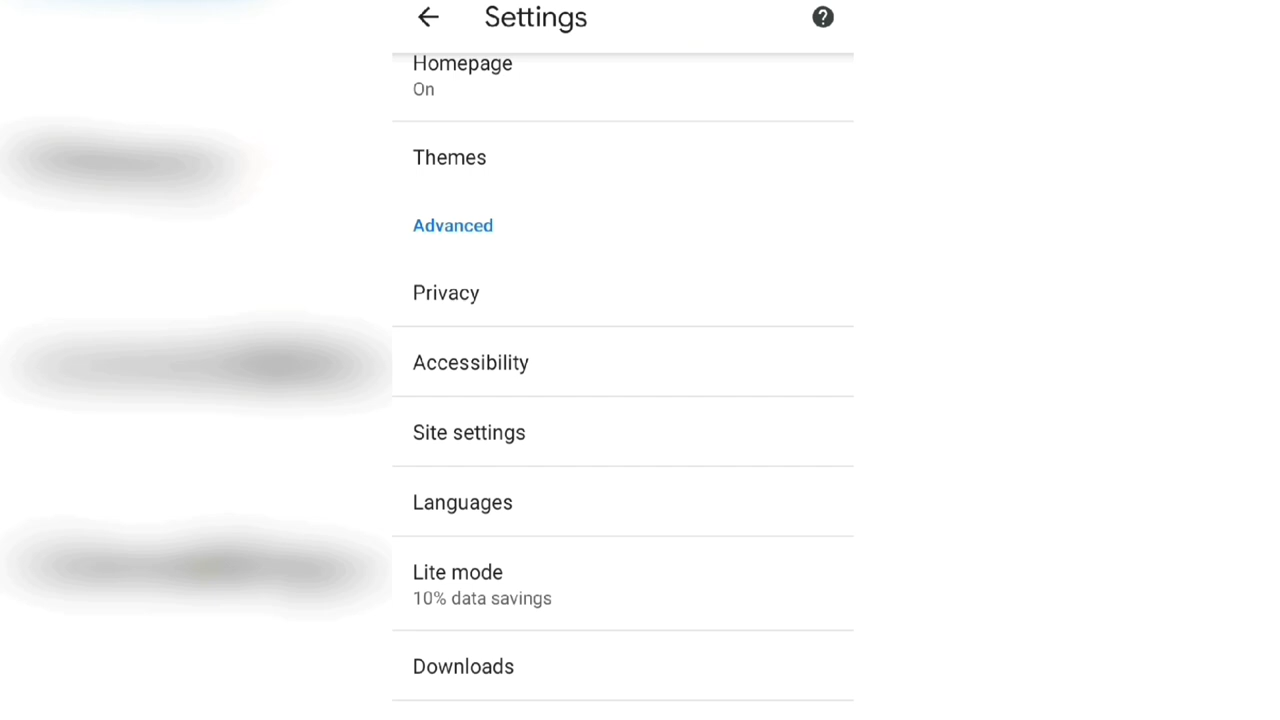 Settings
Homepage
On
Themes
Advanced
Privacy
Accessibility
Site settings
Languages
Lite mode
10% data savings
Downloads